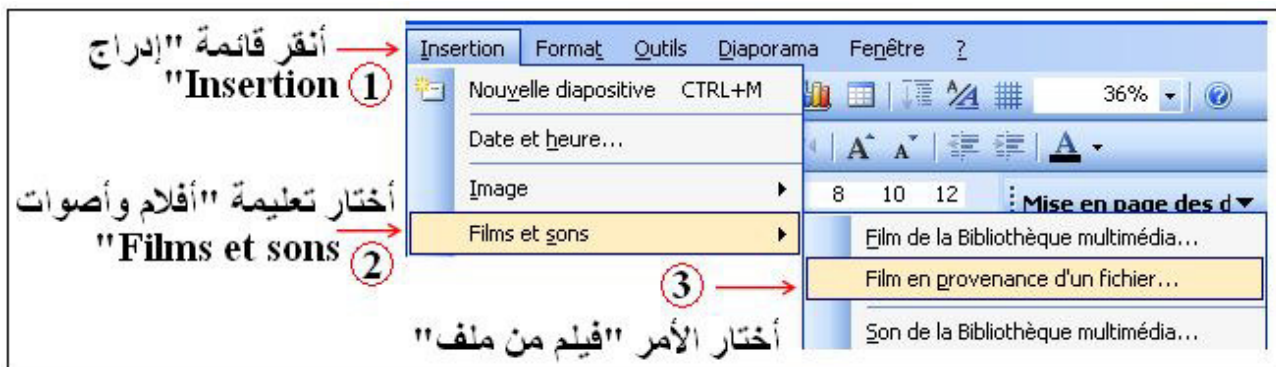 أنقر قائمة "إدراج
Insertion" ①
Insertion Format Outils Diaporama Fenêtre ?
Nouvelle diapositive CTRL+M
36%
Date et heure...
A A A
Image
8 10 12
Mise en page des d
أختار تعليمة "أفلام وأصوات
Films et sons" ②
Films et sons
Film de la Bibliothèque multimédia...
③
Film en provenance d'un fichier...
أختار الأمر "فيلم من ملف"
Son de la Bibliothèque multimédia...